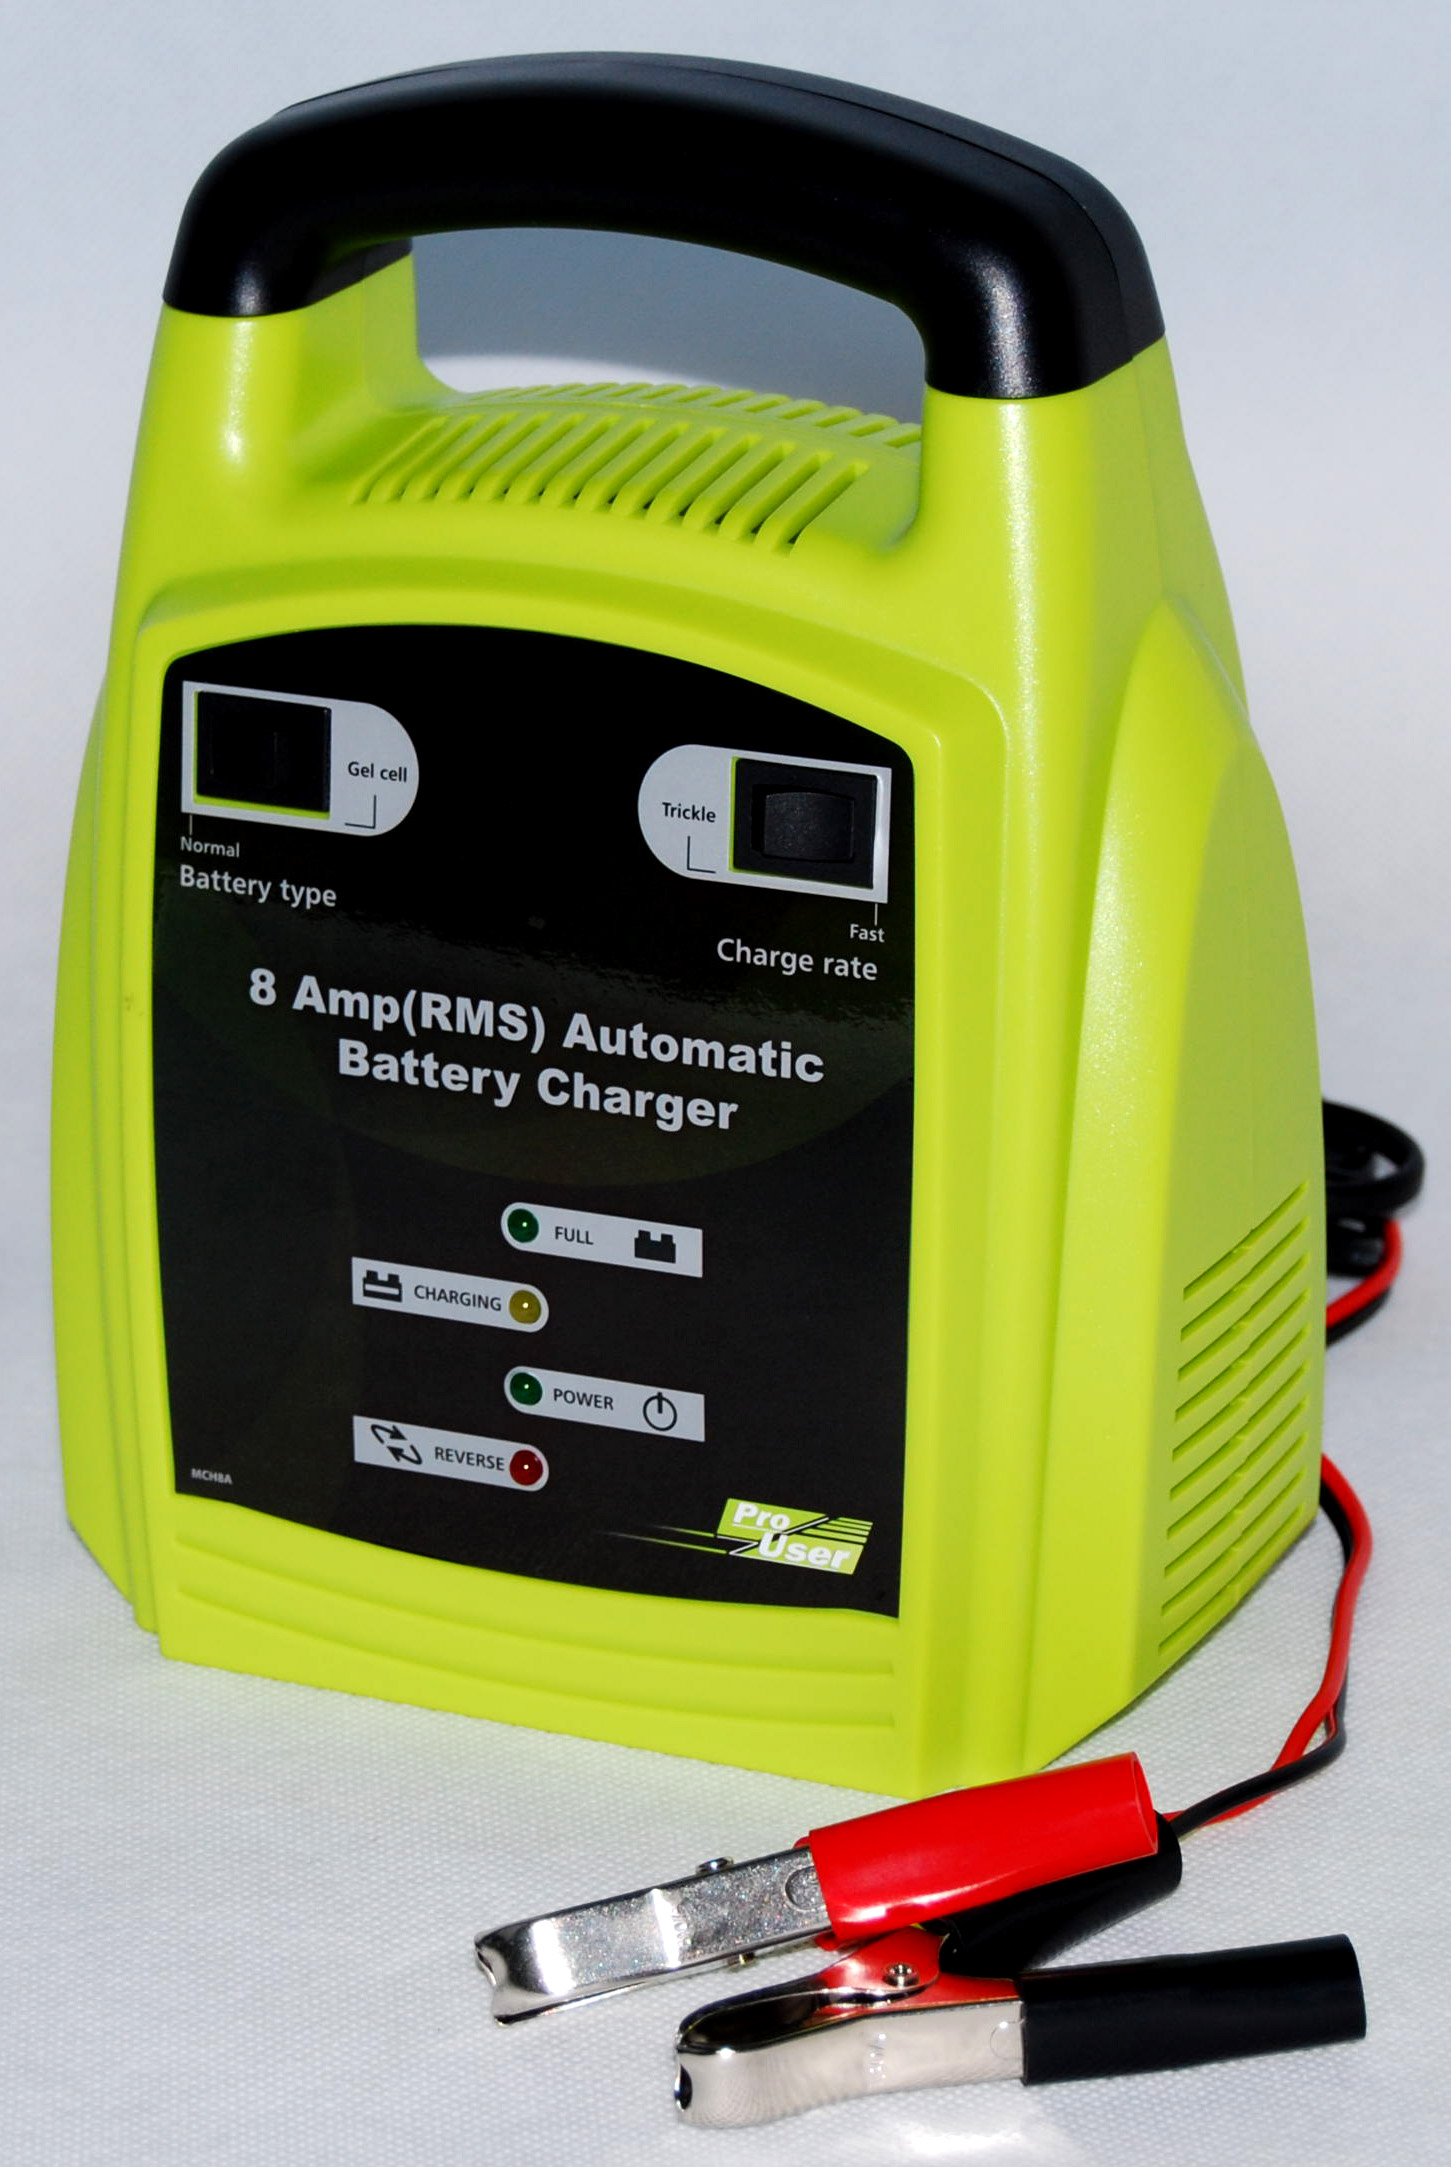 Gel cell
Normal
Battery type
Trickle
Fast
Charge rate
8 Amp(RMS) Automatic
Battery Charger
FULL
CHARGING
POWER
REVERSE
MCH8A
Pro
User